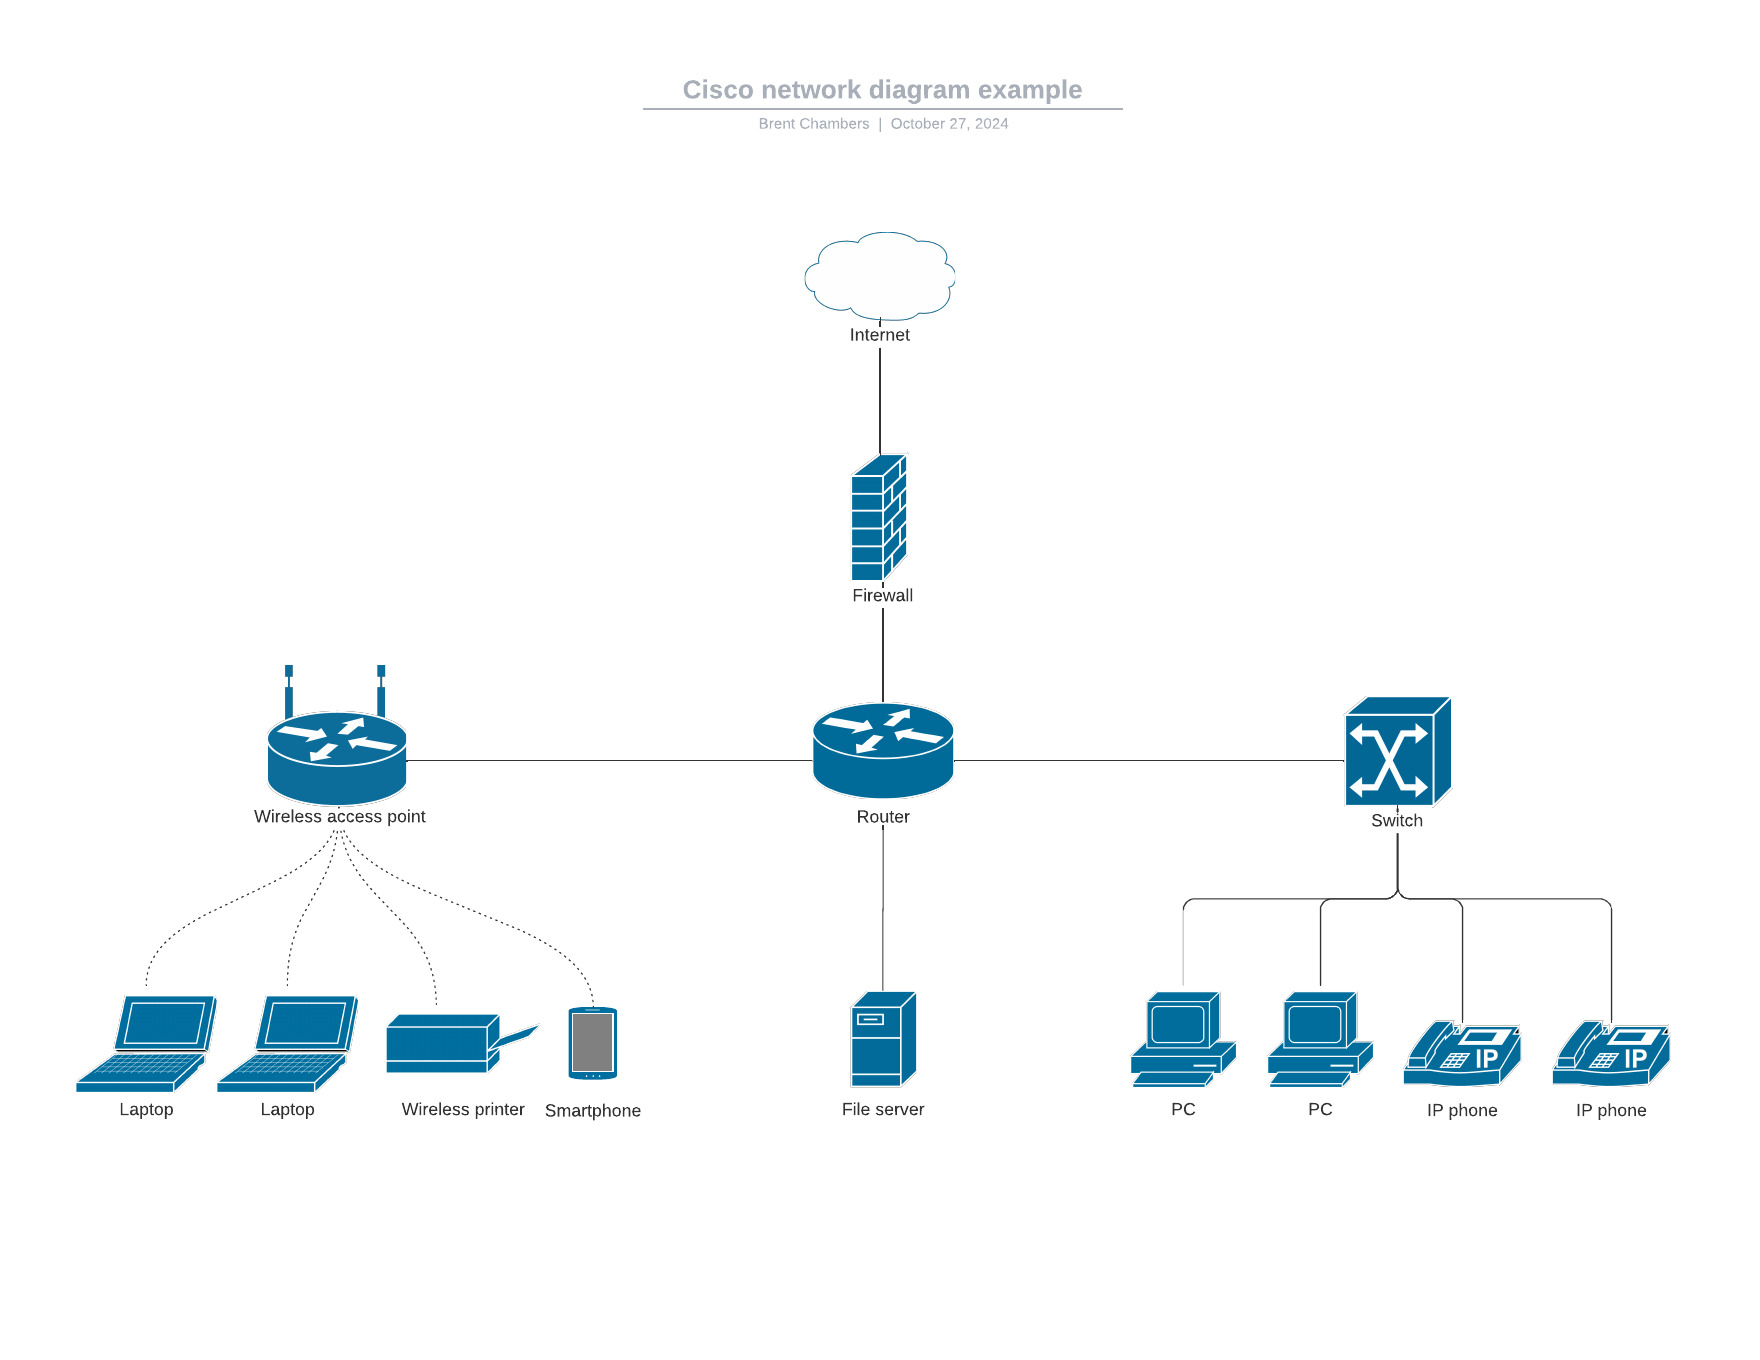 Cisco network diagram example
Brent Chambers | October 27, 2024
Internet
Firewall
Wireless access point
Router
Switch
Laptop
Laptop
Wireless printer
Smartphone
File server
PC
PC
IP
IP phone
IP
IP phone